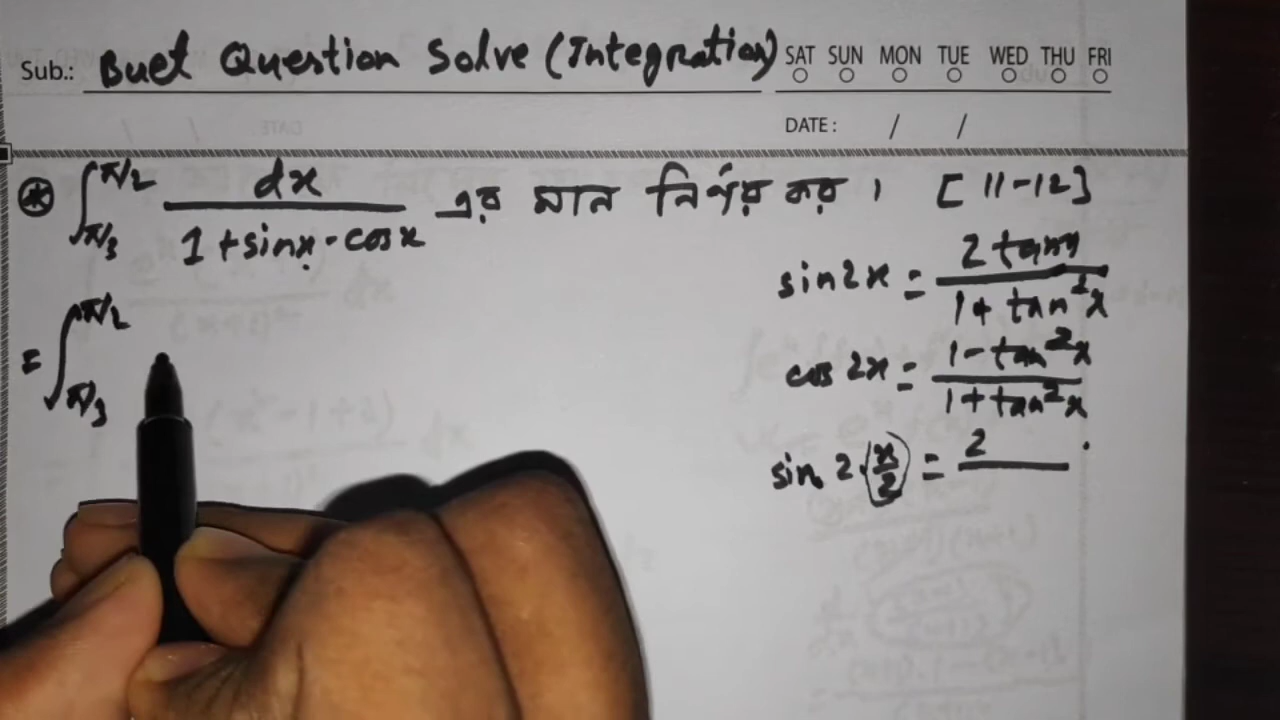 Sub.: Buet Question Solve (Integration) SAT SUN MON TUE WED THU FRI
DATE : / /
* ∫_{π/3}^{π/2} dx / (1+sinx-cosx) এর মান নির্ণয় কর। [11-12]
sin2x = 2tanx / (1+tan²x)
cos 2x = (1-tan²x) / (1+tan²x)
sin 2·(x/2) = 2
= ∫_{π/3}^{π/2}